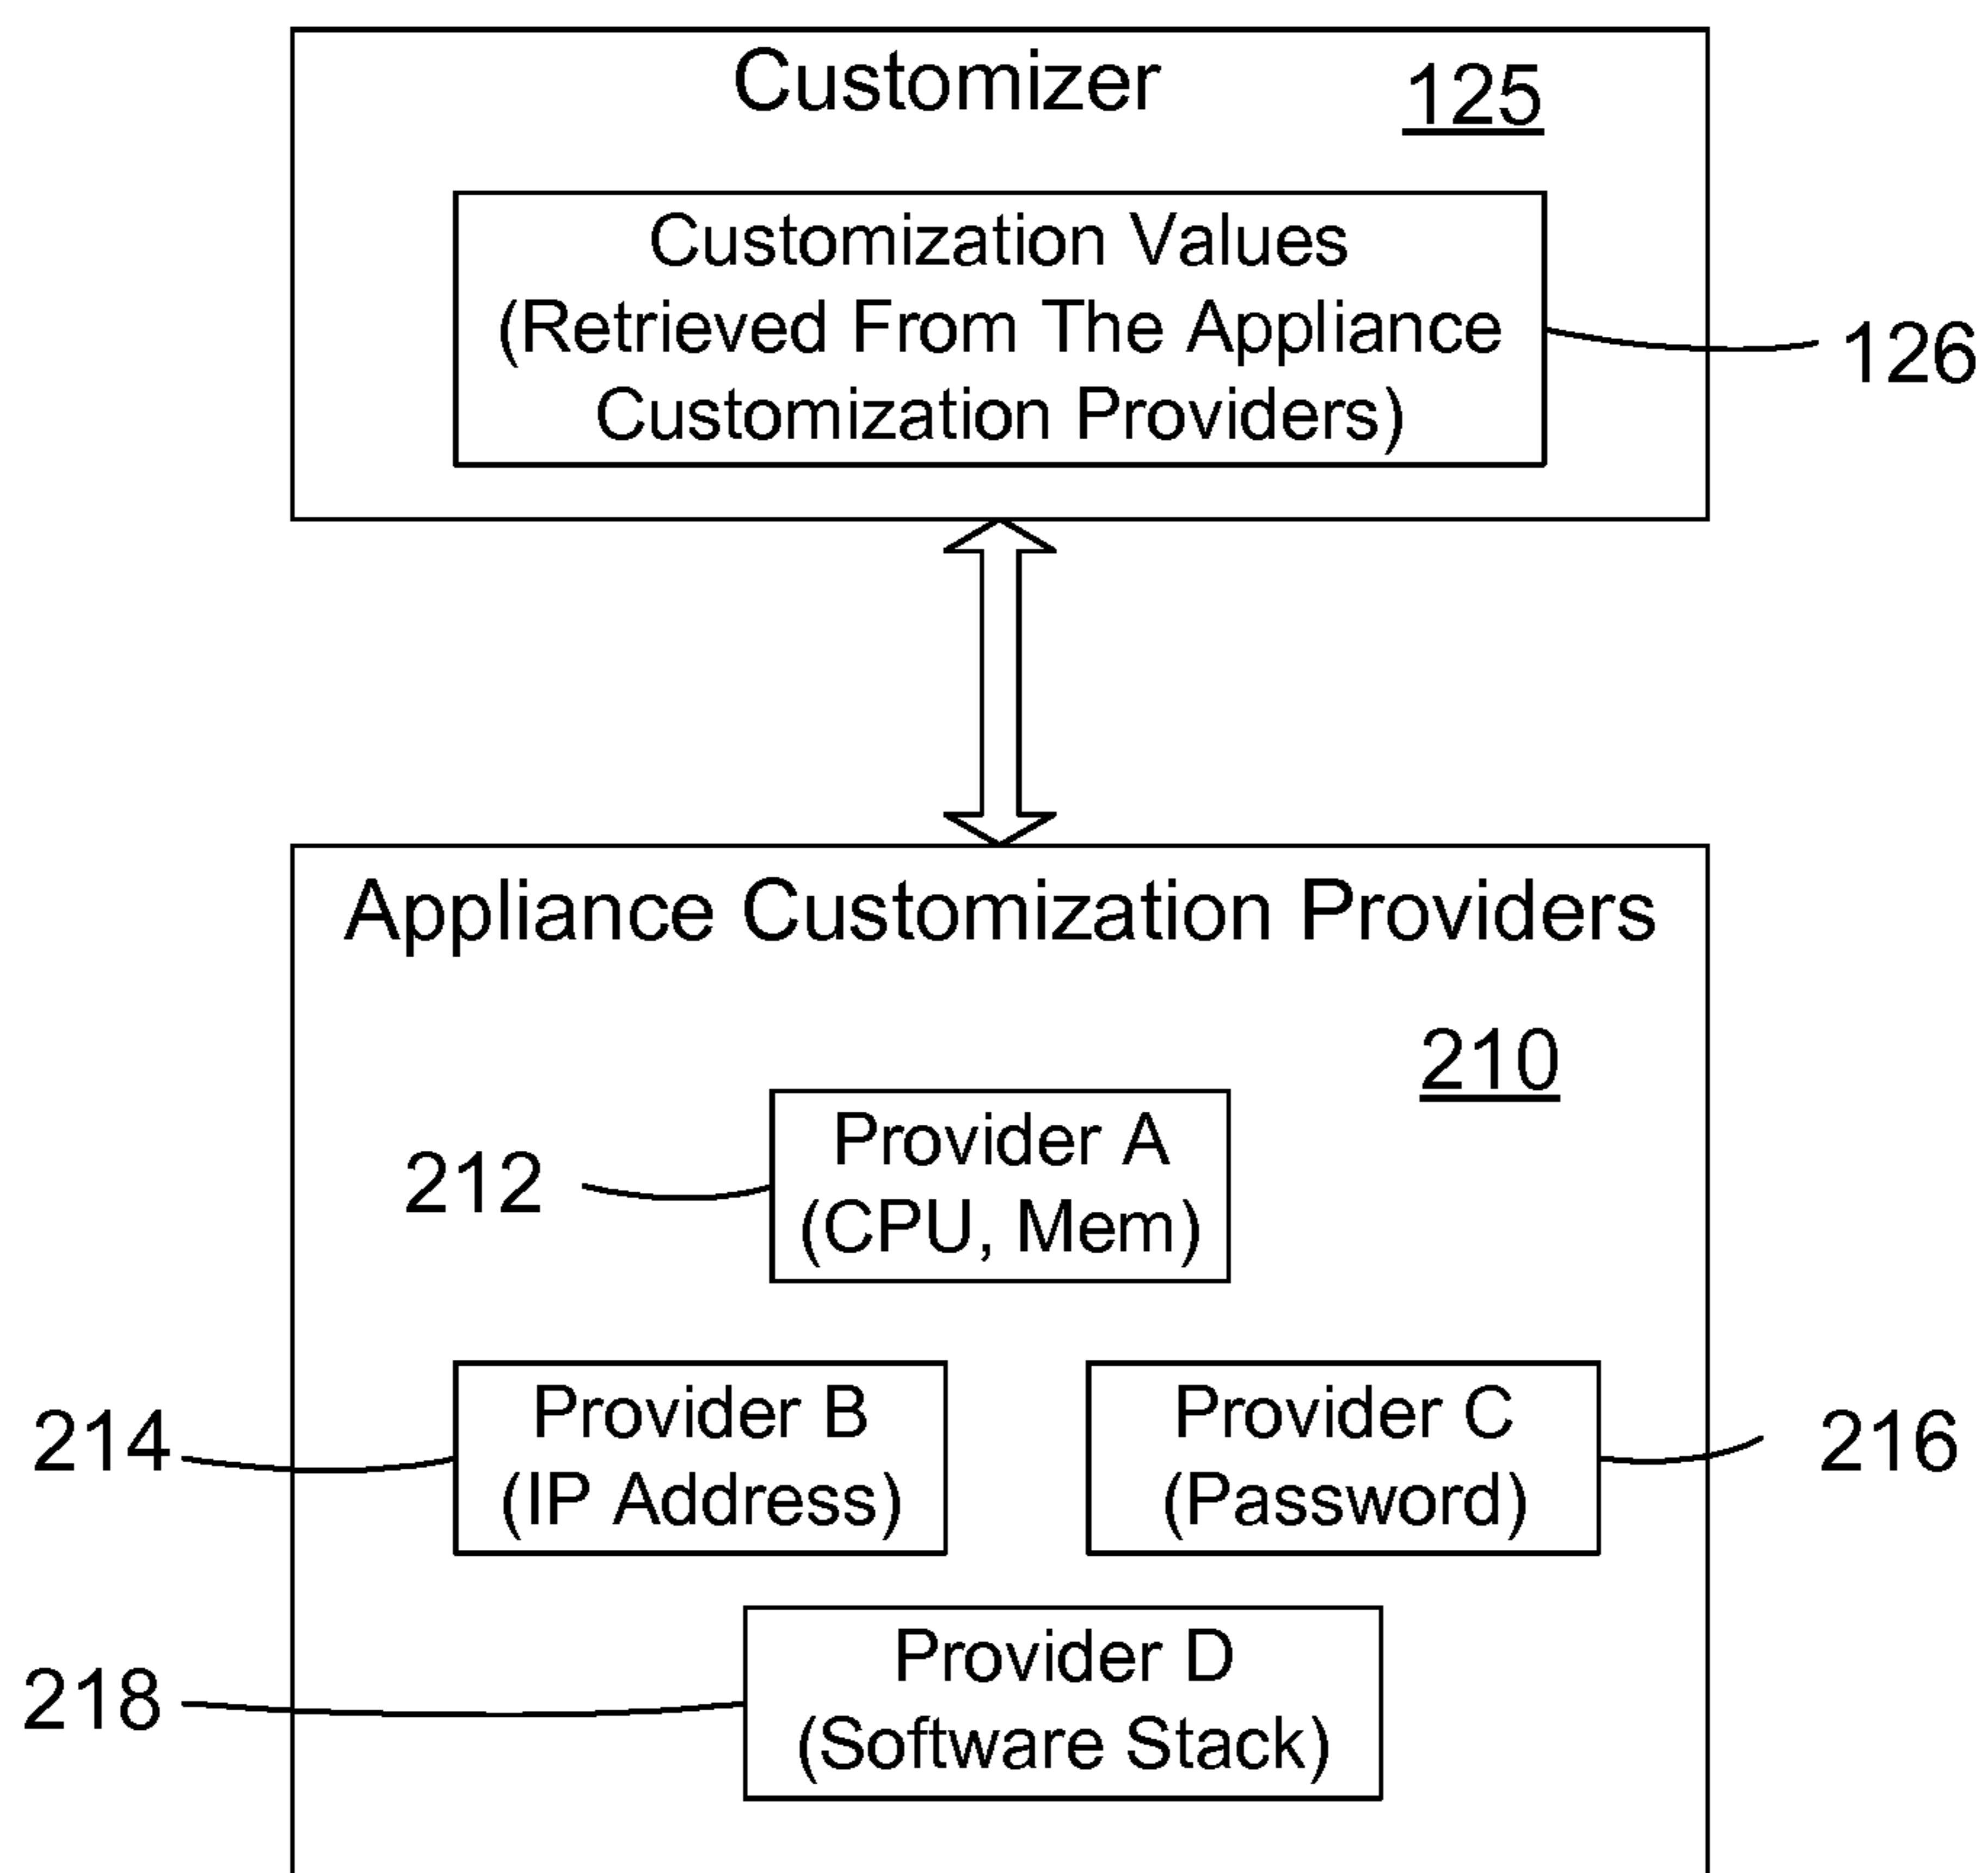 Customizer
125
Customization Values
(Retrieved From The Appliance
Customization Providers)
126
Appliance Customization Providers
210
Provider A
(CPU, Mem)
212
Provider B
(IP Address)
214
Provider C
(Password)
216
Provider D
(Software Stack)
218